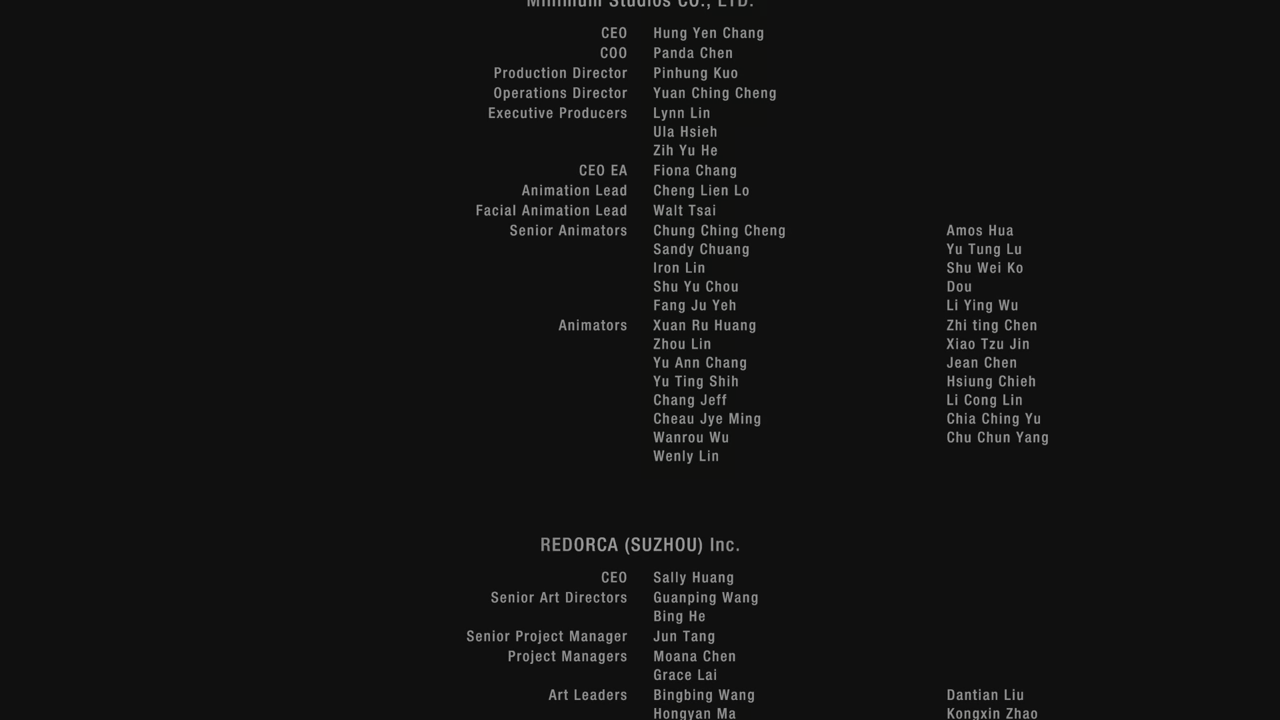 Minimum Studios CO., LTD.
CEO Hung Yen Chang
COO Panda Chen
Production Director Pinhung Kuo
Operations Director Yuan Ching Cheng
Executive Producers Lynn Lin
Ula Hsieh
Zih Yu He
CEO EA Fiona Chang
Animation Lead Cheng Lien Lo
Facial Animation Lead Walt Tsai
Senior Animators Chung Ching Cheng Amos Hua
Sandy Chuang Yu Tung Lu
Iron Lin Shu Wei Ko
Shu Yu Chou Dou
Fang Ju Yeh Li Ying Wu
Animators Xuan Ru Huang Zhi ting Chen
Zhou Lin Xiao Tzu Jin
Yu Ann Chang Jean Chen
Yu Ting Shih Hsiung Chieh
Chang Jeff Li Cong Lin
Cheau Jye Ming Chia Ching Yu
Wanrou Wu Chu Chun Yang
Wenly Lin
REDORCA (SUZHOU) Inc.
CEO Sally Huang
Senior Art Directors Guanping Wang
Bing He
Senior Project Manager Jun Tang
Project Managers Moana Chen
Grace Lai
Art Leaders Bingbing Wang Dantian Liu
Hongyan Ma Kongxin Zhao